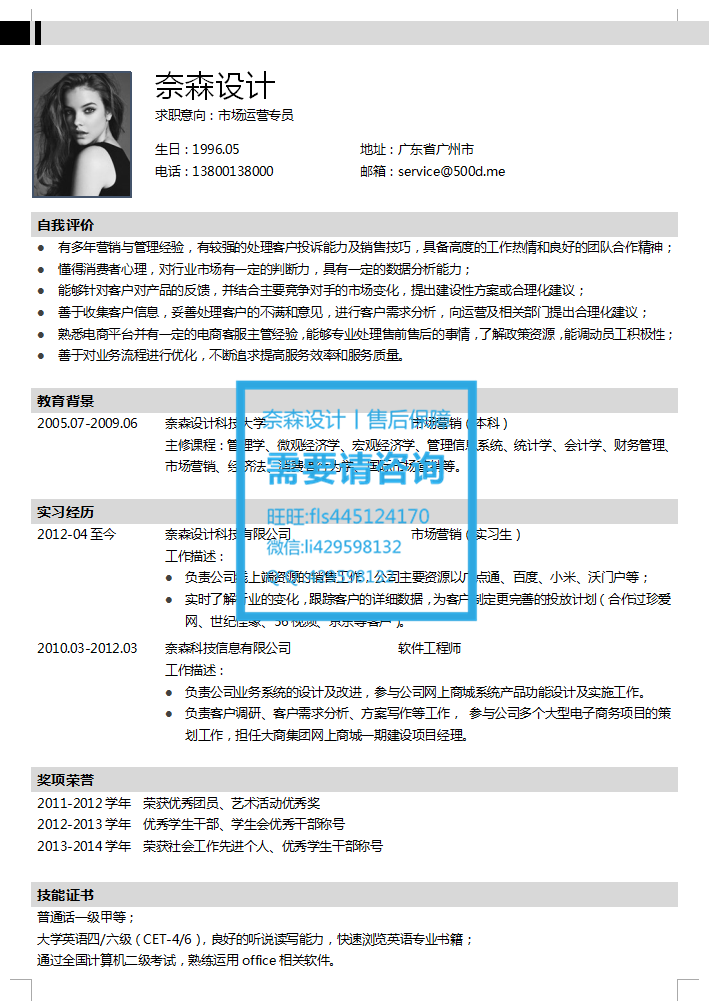 奈森设计
求职意向：市场运营专员
生日：1996.05 地址：广东省广州市
电话：13800138000 邮箱：service@500d.me
自我评价
● 有多年营销与管理经验，有较强的处理客户投诉能力及销售技巧，具备高度的工作热情和良好的团队合作精神；
● 懂得消费者心理，对行业市场有一定的判断力，具有一定的数据分析能力；
● 能够针对客户对产品的反馈，并结合主要竞争对手的市场变化，提出建设性方案或合理化建议；
● 善于收集客户信息，妥善处理客户的不满和意见，进行客户需求分析，向运营及相关部门提出合理化建议；
● 熟悉电商平台并有一定的电商客服主管经验，能够专业处理售前售后的事情，了解政策资源，能调动员工积极性；
● 善于对业务流程进行优化，不断追求提高服务效率和服务质量。
教育背景
2005.07-2009.06 奈森设计科技大学 市场营销（本科）
主修课程：管理学、微观经济学、宏观经济学、管理信息系统、统计学、会计学、财务管理、
市场营销、经济法、消费者行为学、国际市场营销等。
奈森设计丨售后保障
需要请咨询
旺旺:fls445124170
微信:li429598132
QQ:429598132
实习经历
2012-04 至今 奈森设计科技有限公司 市场营销（实习生）
工作描述：
● 负责公司线上端资源的销售工作，公司主要资源以广点通、百度、小米、沃门户等；
● 实时了解行业的变化，跟踪客户的详细数据，为客户制定更完善的投放计划（合作过珍爱
网、世纪佳缘、56 视频、京东等客户）。
2010.03-2012.03 奈森科技信息有限公司 软件工程师
工作描述：
● 负责公司业务系统的设计及改进，参与公司网上商城系统产品功能设计及实施工作。
● 负责客户调研、客户需求分析、方案写作等工作， 参与公司多个大型电子商务项目的策
划工作，担任大商集团网上商城一期建设项目经理。
奖项荣誉
2011-2012 学年 荣获优秀团员、艺术活动优秀奖
2012-2013 学年 优秀学生干部、学生会优秀干部称号
2013-2014 学年 荣获社会工作先进个人、优秀学生干部称号
技能证书
普通话一级甲等；
大学英语四/六级（CET-4/6），良好的听说读写能力，快速浏览英语专业书籍；
通过全国计算机二级考试，熟练运用 office 相关软件。